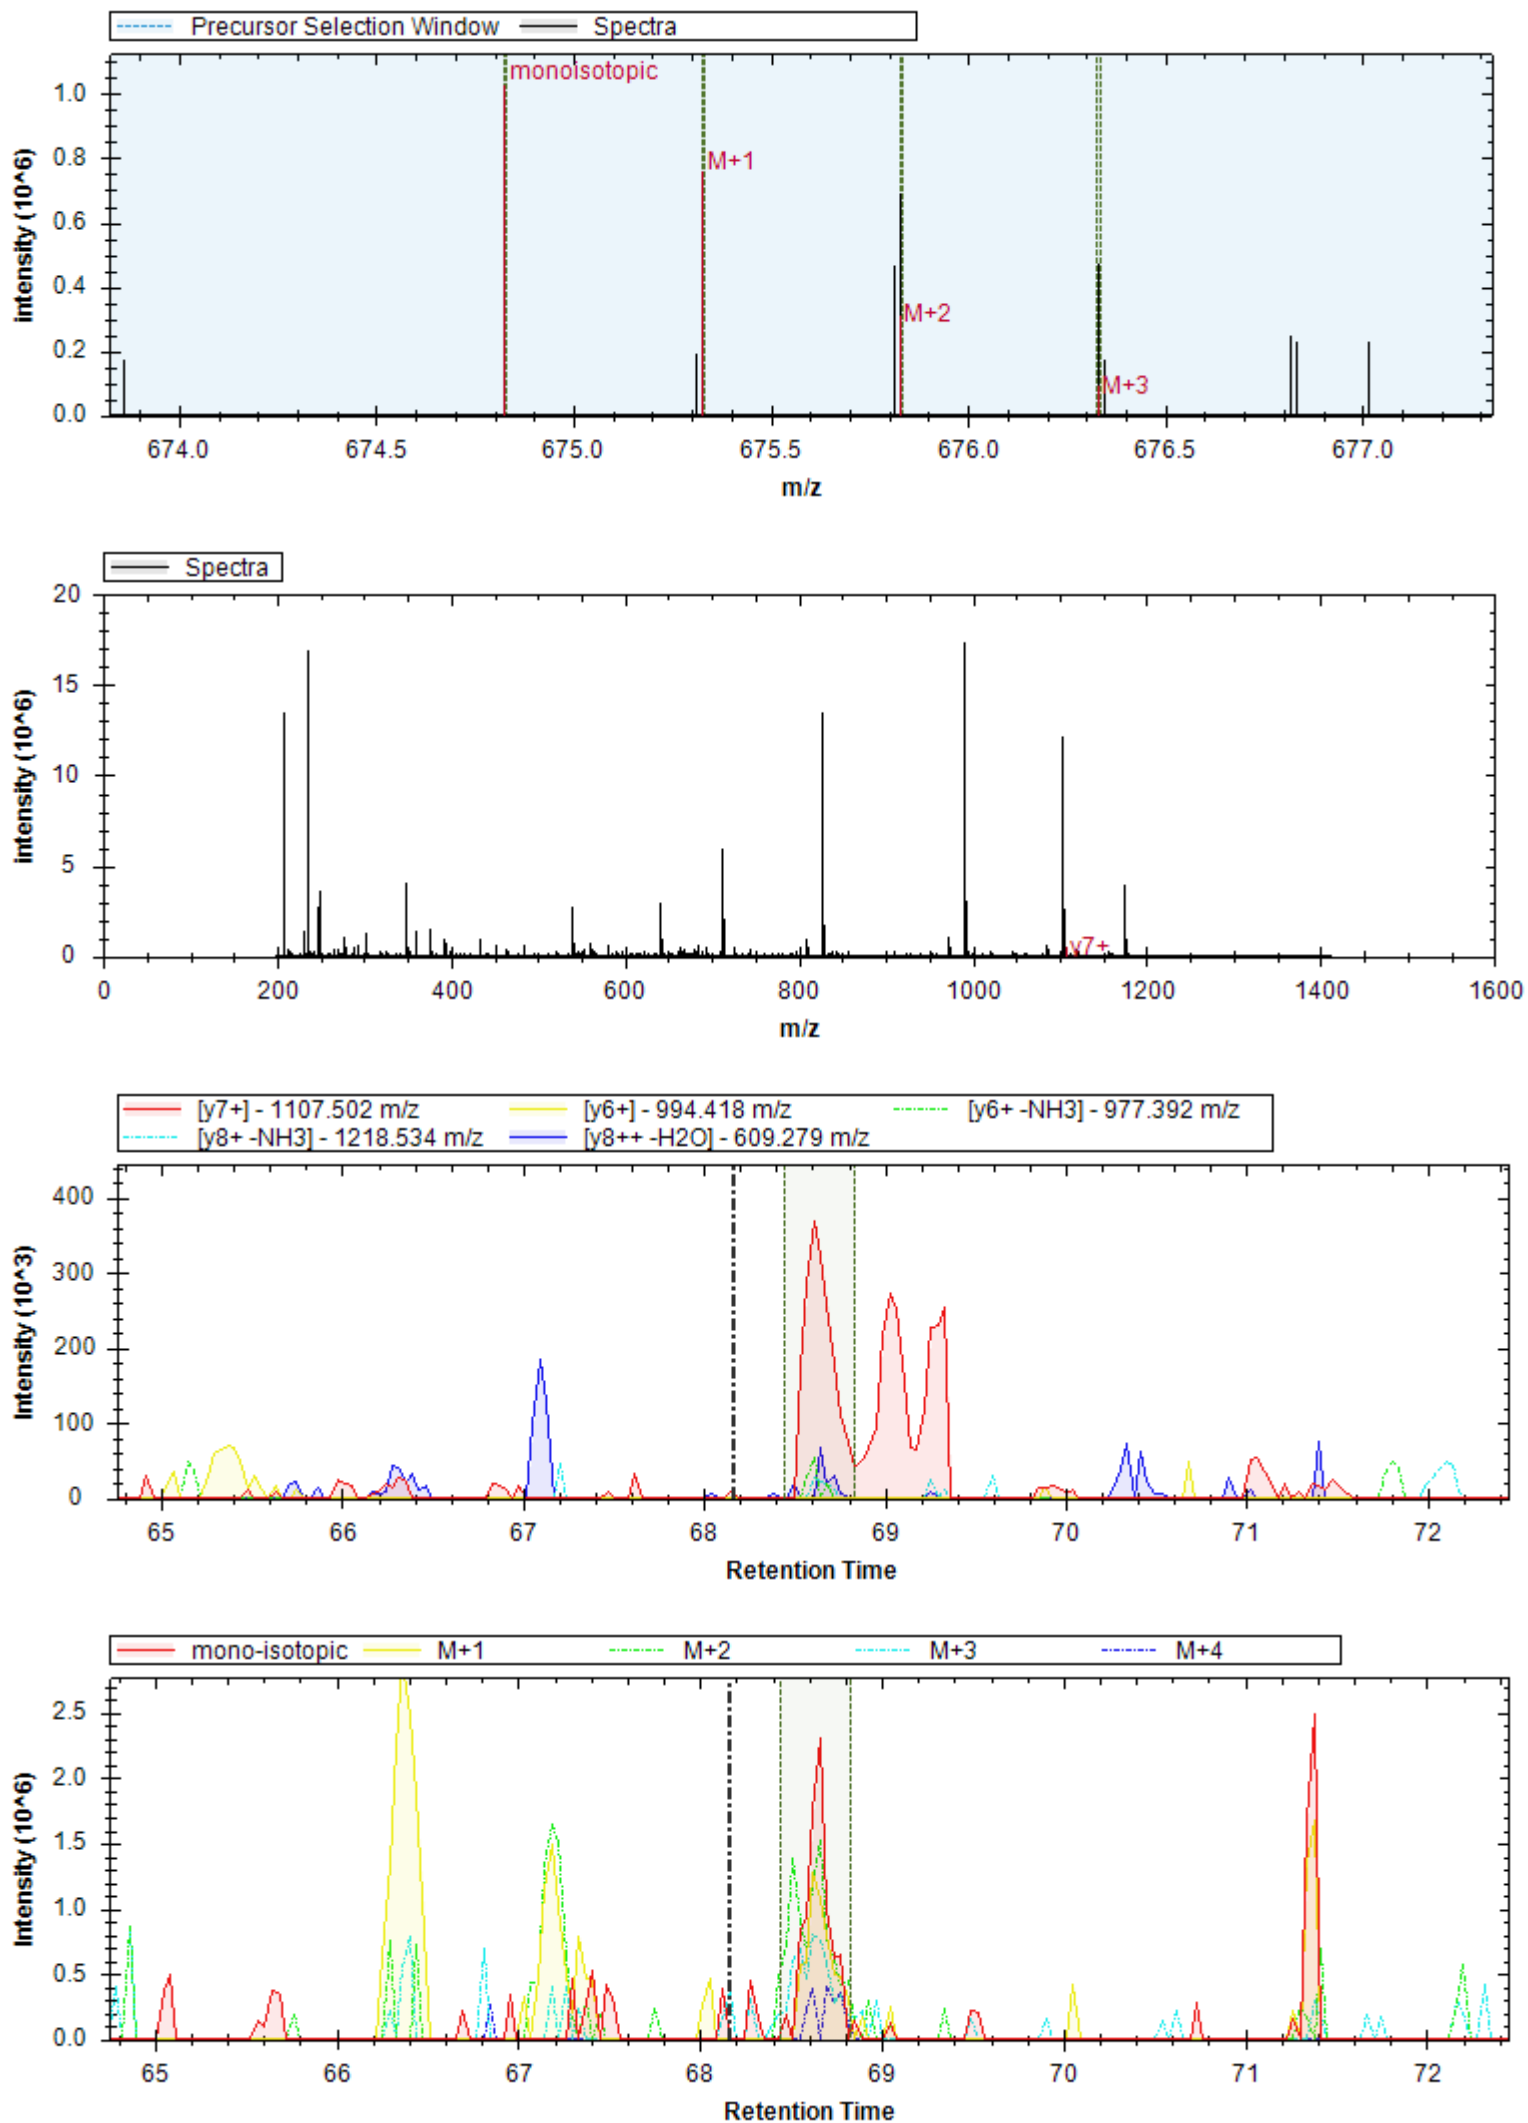 Precursor Selection Window Spectra
monoisotopic
M+1
M+2
M+3
intensity (10^6)
1.0
0.8
0.6
0.4
0.2
0.0
674.0 674.5 675.0 675.5 676.0 676.5 677.0
m/z
Spectra
intensity (10^6)
20
15
10
5
0
y7+
0 200 400 600 800 1000 1200 1400 1600
m/z
[y7+] - 1107.502 m/z [y6+] - 994.418 m/z [y6+ -NH3] - 977.392 m/z
[y8+ -NH3] - 1218.534 m/z [y8++ -H2O] - 609.279 m/z
Intensity (10^3)
400
300
200
100
0
65 66 67 68 69 70 71 72
Retention Time
mono-isotopic M+1 M+2 M+3 M+4
Intensity (10^6)
2.5
2.0
1.5
1.0
0.5
0.0
65 66 67 68 69 70 71 72
Retention Time